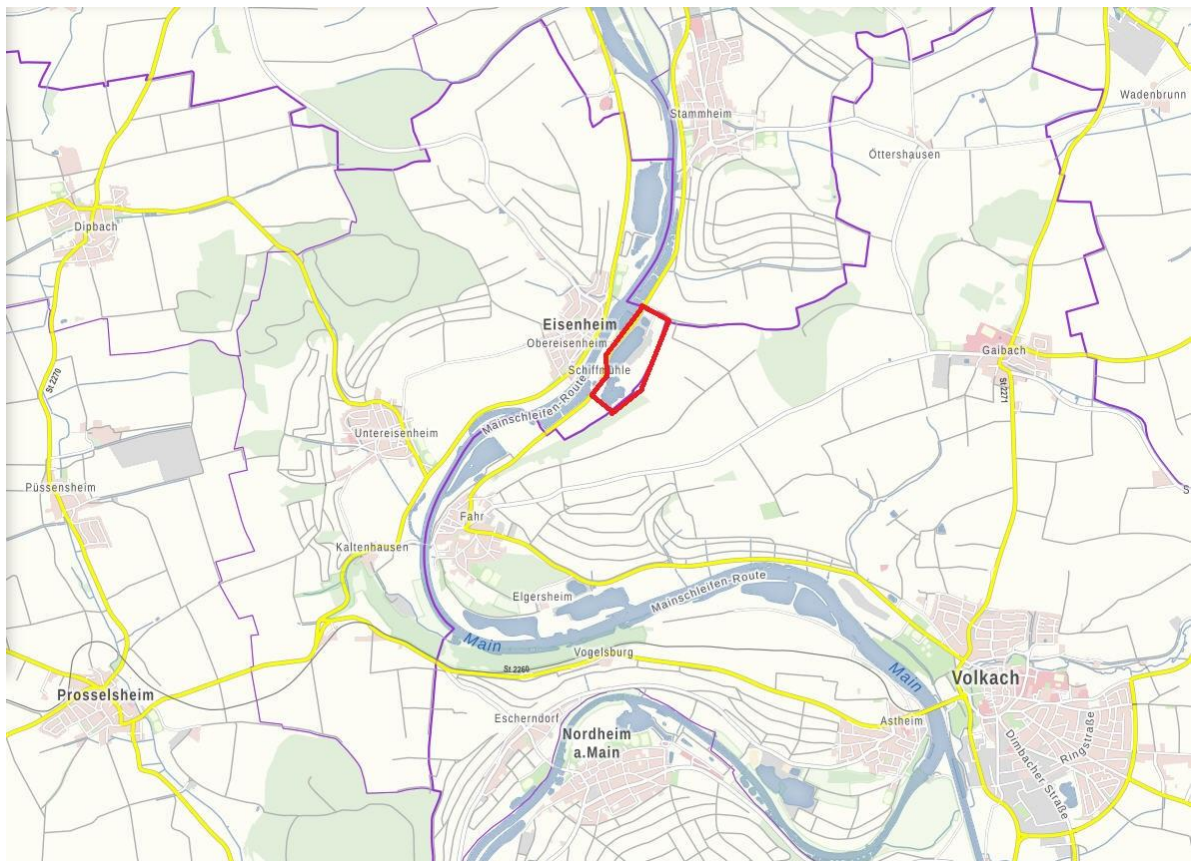 Wadenbrunn
Stammheim
Öttershausen
Dipbach
Eisenheim
Obereisenheim
Gaibach
Schiffmühle
St 2270
St 2271
Mainschleifen-Route
Untereisenheim
Püssensheim
S
Fahr
Kaltenhausen
Mainschleifen-Route
Elgersheim
Main
Vogelsburg
St 2260
Main
Volkach
Prosselsheim
Escherndorf
Astheim
Nordheim
a.Main
Ringstraße
Dimbacher Straße